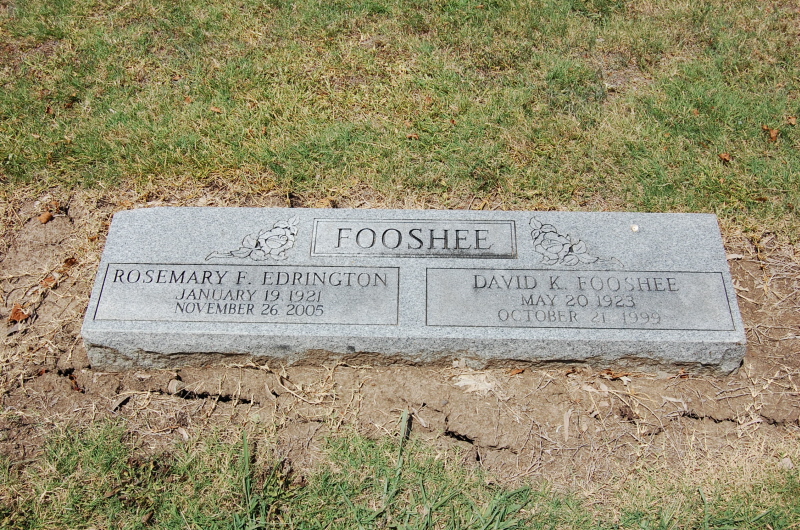 FOOSHEE
ROSEMARY F. EDRINGTON
JANUARY 19, 1921
NOVEMBER 26, 2005
DAVID K. FOOSHEE
MAY 20 1923
OCTOBER 21, 1999